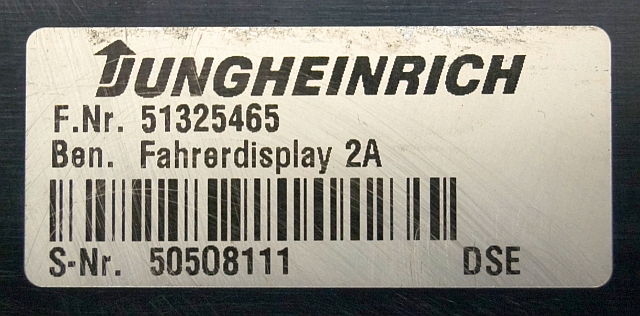 JUNGHEINRICH
F.Nr. 51325465
Ben. Fahrerdisplay 2A
S-Nr. 50508111 DSE